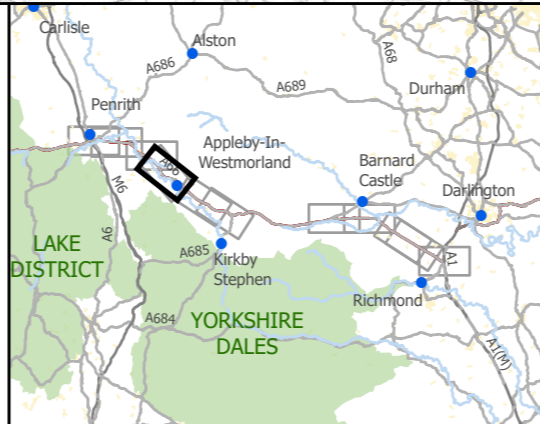 Carlisle
Alston
A68
A686
A689
Durham
Penrith
Appleby-In-
Westmorland
A66
Barnard
Castle
Darlington
M6
A6
LAKE
DISTRICT
A685
Kirkby
Stephen
A1
Richmond
A684
YORKSHIRE
DALES
A1(M)